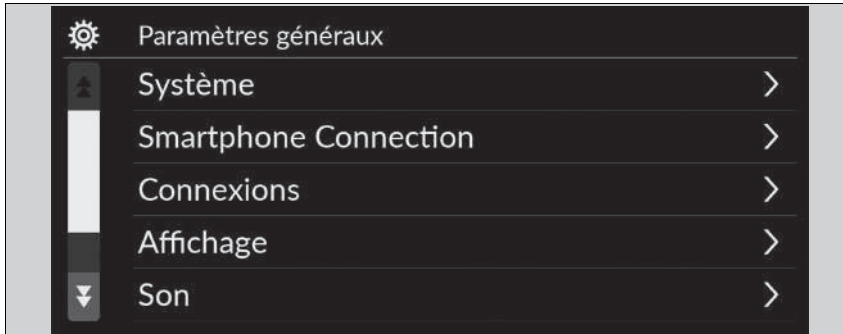 Paramètres généraux
Système
Smartphone Connection
Connexions
Affichage
Son